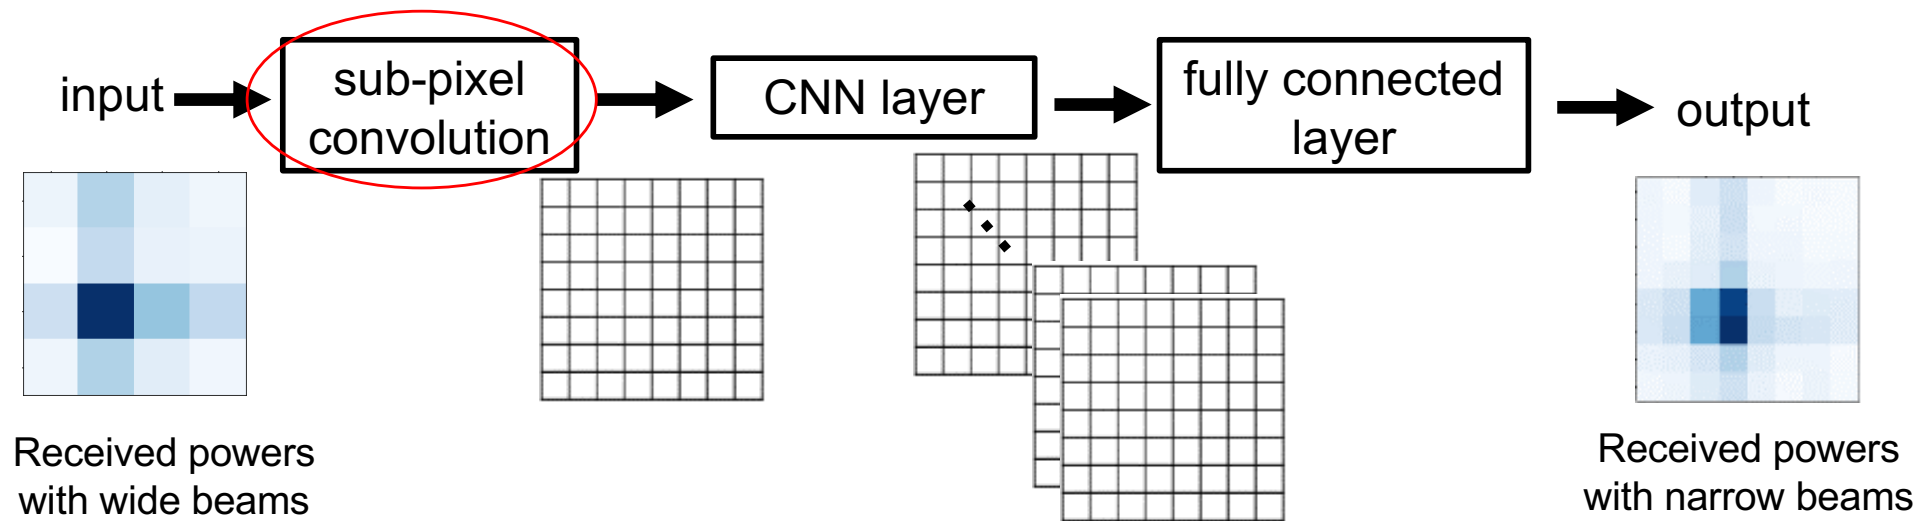 input
sub-pixel
convolution
CNN layer
fully connected
layer
output
Received powers
with wide beams
Received powers
with narrow beams